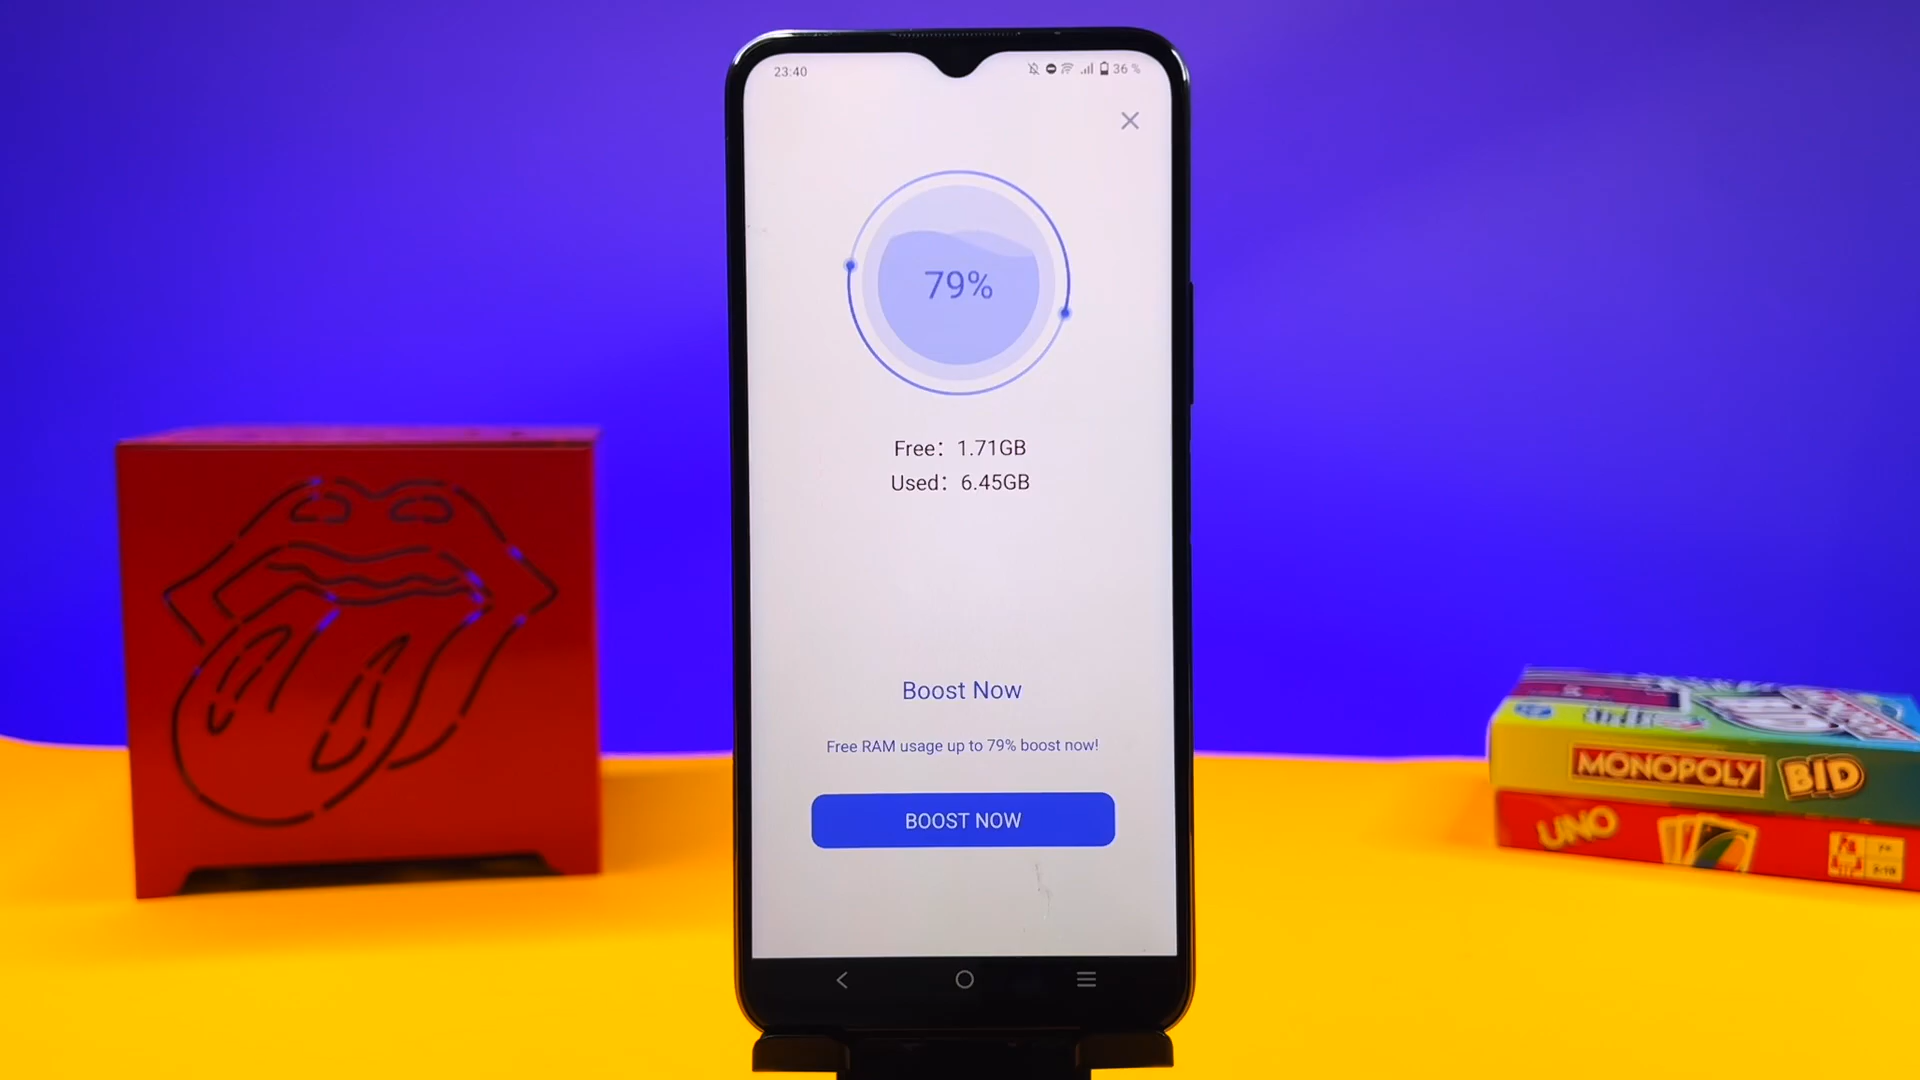 23:40
36 %
79%
Free: 1.71GB
Used: 6.45GB
Boost Now
Free RAM usage up to 79% boost now!
BOOST NOW
MONOPOLY BID
UNO